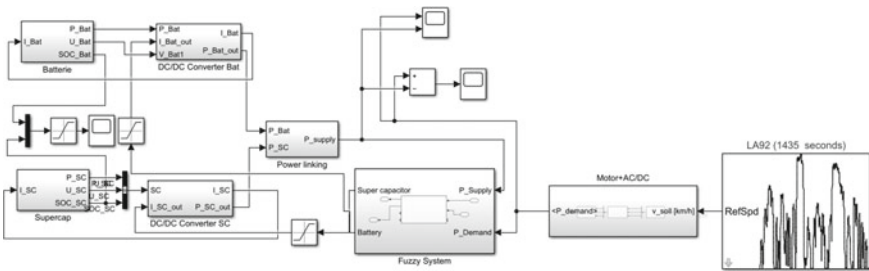 P_Bat
U_Bat
I_Bat
SOC_Bat
Batterie
P_Bat
I_Bat_out
V_Bat1
I_Bat
P_Bat_out
DC/DC Converter Bat
P_Bat
P_SC
P_supply
Power linking
P_SC
I_SC
U_SC
SOC_SC
Supercap
U_SC
SOC_SC
SC
I_SC
I_SC_out
P_SC_out
DC/DC Converter SC
Super capacitor
P_Supply
Battery
P_Demand
Fuzzy System
Motor+AC/DC
<P_demand>
v_soll [km/h]
LA92 (1435 seconds)
RefSpd